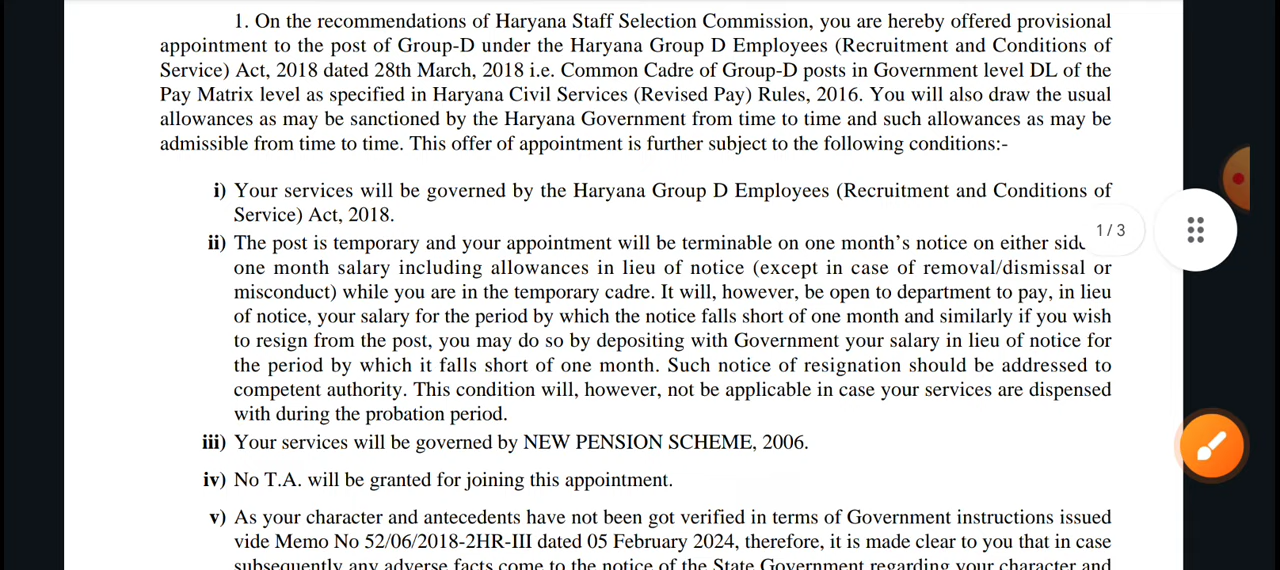 1. On the recommendations of Haryana Staff Selection Commission, you are hereby offered provisional
appointment to the post of Group-D under the Haryana Group D Employees (Recruitment and Conditions of
Service) Act, 2018 dated 28th March, 2018 i.e. Common Cadre of Group-D posts in Government level DL of the
Pay Matrix level as specified in Haryana Civil Services (Revised Pay) Rules, 2016. You will also draw the usual
allowances as may be sanctioned by the Haryana Government from time to time and such allowances as may be
admissible from time to time. This offer of appointment is further subject to the following conditions:-
i) Your services will be governed by the Haryana Group D Employees (Recruitment and Conditions of
Service) Act, 2018.
ii) The post is temporary and your appointment will be terminable on one month's notice on either
1 / 3
one month salary including allowances in lieu of notice (except in case of removal/dismissal or
misconduct) while you are in the temporary cadre. It will, however, be open to department to pay, in lieu
of notice, your salary for the period by which the notice falls short of one month and similarly if you wish
to resign from the post, you may do so by depositing with Government your salary in lieu of notice for
the period by which it falls short of one month. Such notice of resignation should be addressed to
competent authority. This condition will, however, not be applicable in case your services are dispensed
with during the probation period.
iii) Your services will be governed by NEW PENSION SCHEME, 2006.
iv) No T.A. will be granted for joining this appointment.
v) As your character and antecedents have not been got verified in terms of Government instructions issued
vide Memo No 52/06/2018-2HR-III dated 05 February 2024, therefore, it is made clear to you that in case
subsequently any adverse facts come to the notice of the State Government regarding your character and